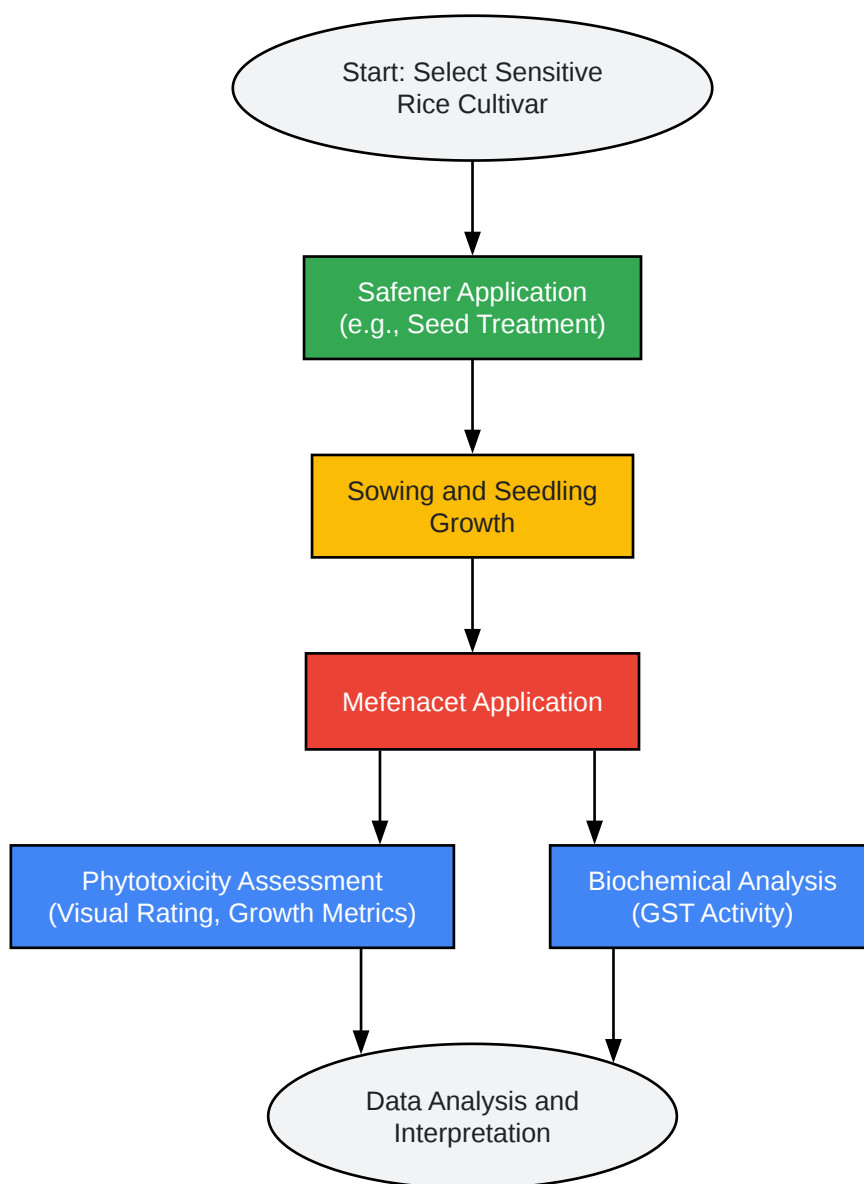 Start: Select Sensitive
Rice Cultivar
Safener Application
(e.g., Seed Treatment)
Sowing and Seedling
Growth
Mefenacet Application
Phytotoxicity Assessment
(Visual Rating, Growth Metrics)
Biochemical Analysis
(GST Activity)
Data Analysis and
Interpretation